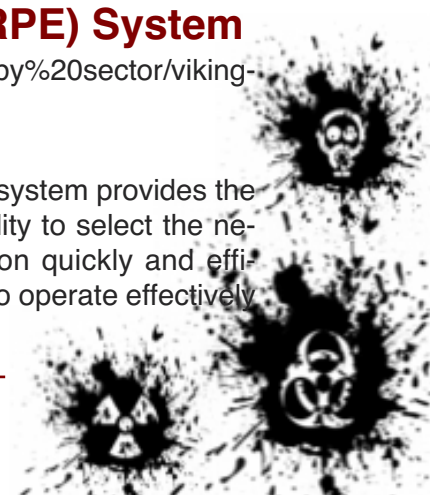 RPE) System
by%20sector/viking-
system provides the
lity to select the ne-
on quickly and effi-
o operate effectively